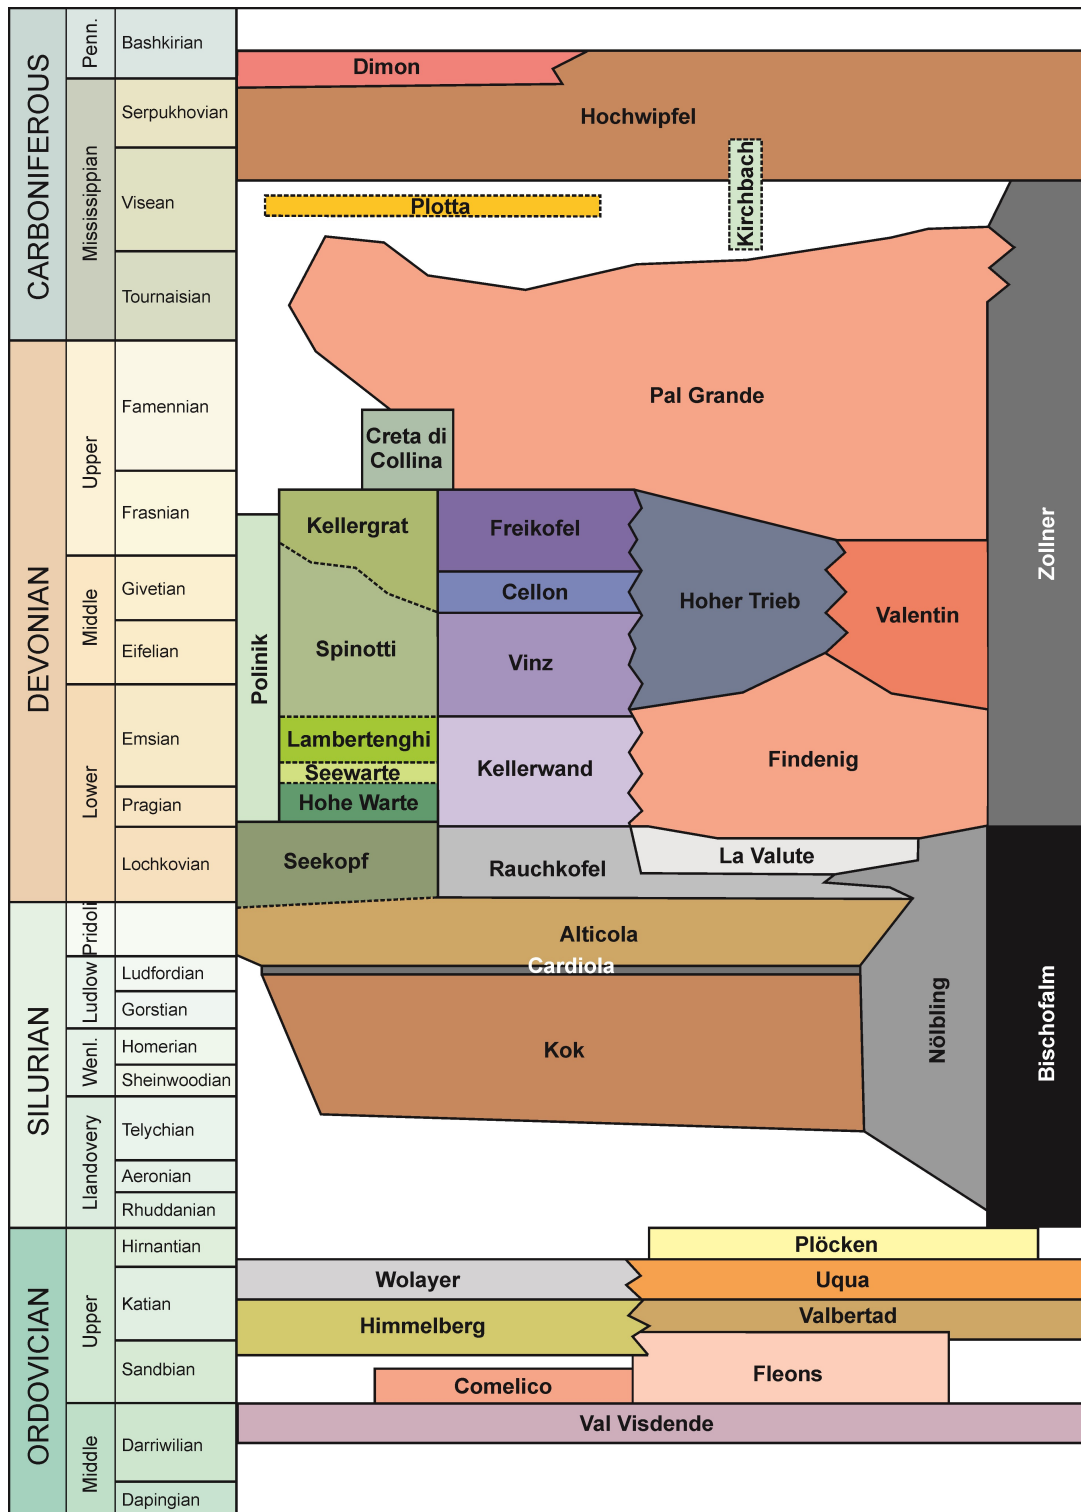 CARBONIFEROUS
DEVONIAN
SILURIAN
ORDOVICIAN
Penn.
Mississippian
Upper
Middle
Lower
Pridoli
Ludlow
Wenl.
Llandovery
Upper
Middle
Bashkirian
Serpukhovian
Visean
Tournaisian
Famennian
Frasnian
Givetian
Eifelian
Emsian
Pragian
Lochkovian
Ludfordian
Gorstian
Homerian
Sheinwoodian
Telychian
Aeronian
Rhuddanian
Hirnantian
Katian
Sandbian
Darriwilian
Dapingian
Dimon
Hochwipfel
Kirchbach
Plotta
Pal Grande
Creta di
Collina
Zollner
Kellergrat
Freikofel
Cellon
Hoher Trieb
Valentin
Polinik
Spinotti
Vinz
Lambertenghi
Seewarte
Hohe Warte
Kellerwand
Findenig
Seekopf
Rauchkofel
La Valute
Alticola
Cardiola
Kok
Nölbling
Bischofalm
Plöcken
Wolayer
Uqua
Himmelberg
Valbertad
Comelico
Fleons
Val Visdende